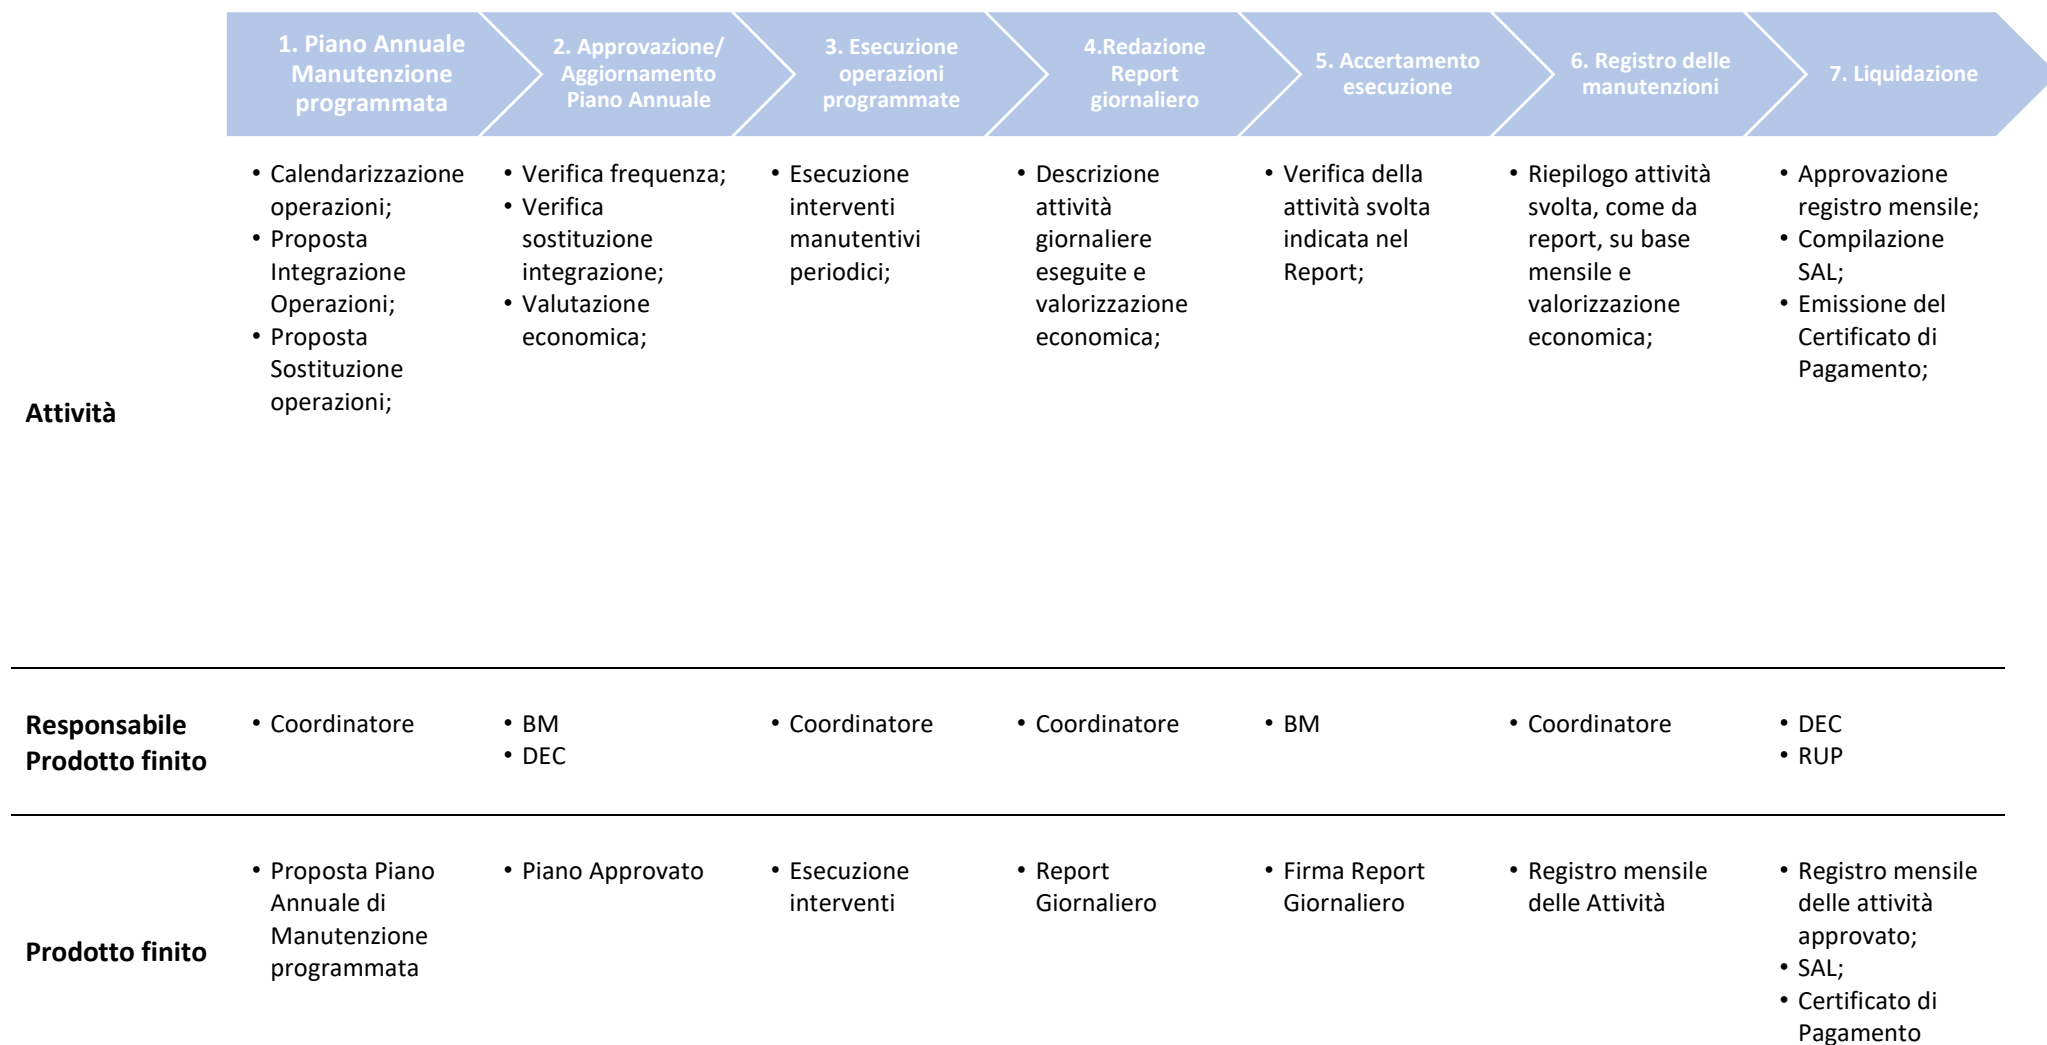 1. Piano Annuale
Manutenzione
programmata
2. Approvazione/
Aggiornamento
Piano Annuale
3. Esecuzione
operazioni
programmate
4.Redazione
Report
giornaliero
5. Accertamento
esecuzione
6. Registro delle
manutenzioni
7. Liquidazione
Attività
• Calendarizzazione
operazioni;
• Proposta
Integrazione
Operazioni;
• Proposta
Sostituzione
operazioni;
• Verifica frequenza;
• Verifica
sostituzione
integrazione;
• Valutazione
economica;
• Esecuzione
interventi
manutentivi
periodici;
• Descrizione
attività
giornaliere
eseguite e
valorizzazione
economica;
• Verifica della
attività svolta
indicata nel
Report;
• Riepilogo attività
svolta, come da
report, su base
mensile e
valorizzazione
economica;
• Approvazione
registro mensile;
• Compilazione
SAL;
• Emissione del
Certificato di
Pagamento;
Responsabile
Prodotto finito
• Coordinatore
• BM
• DEC
• Coordinatore
• Coordinatore
• BM
• Coordinatore
• DEC
• RUP
Prodotto finito
• Proposta Piano
Annuale di
Manutenzione
programmata
• Piano Approvato
• Esecuzione
interventi
• Report
Giornaliero
• Firma Report
Giornaliero
• Registro mensile
delle Attività
• Registro mensile
delle attività
approvato;
• SAL;
• Certificato di
Pagamento